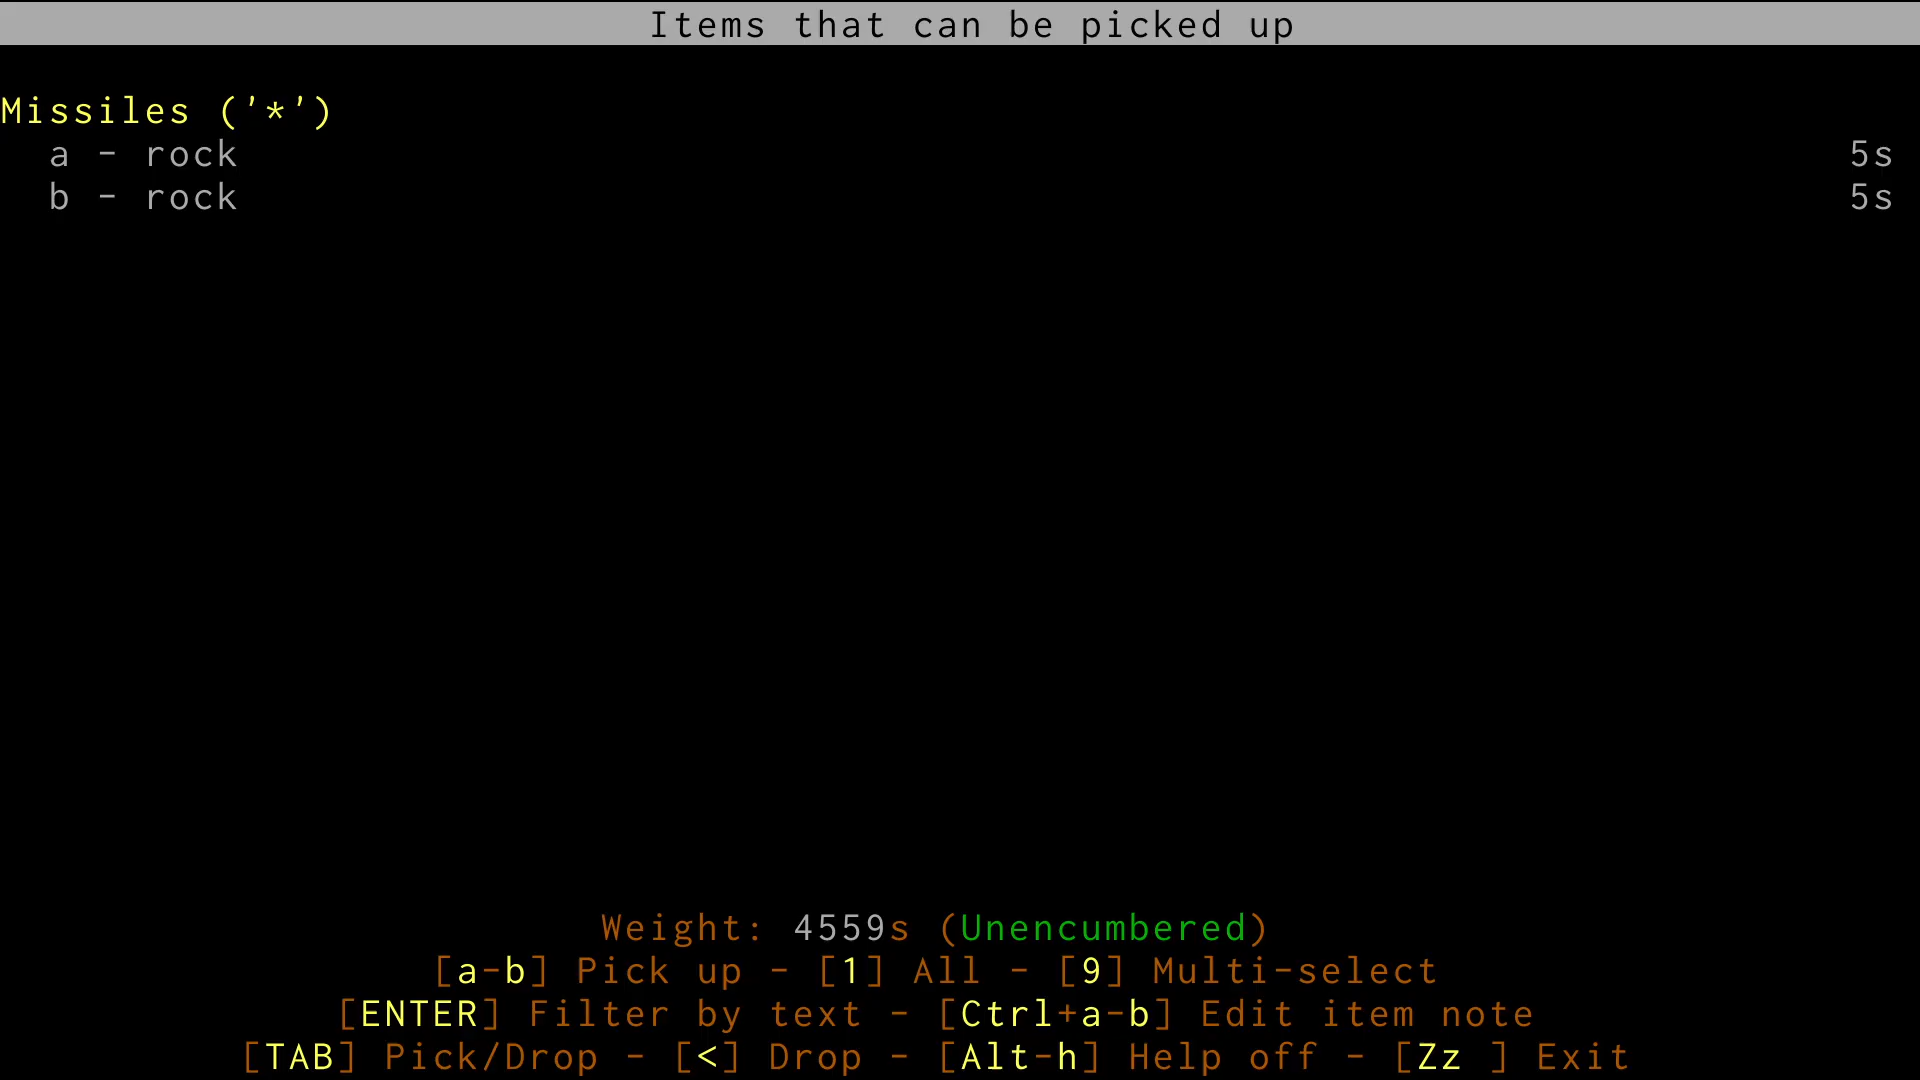 Items that can be picked up
Missiles ('*')
a - rock 5s
b - rock 5s
Weight: 4559s (Unencumbered)
[a-b] Pick up - [1] All - [9] Multi-select
[ENTER] Filter by text - [Ctrl+a-b] Edit item note
[TAB] Pick/Drop - [<] Drop - [Alt-h] Help off - [Zz ] Exit